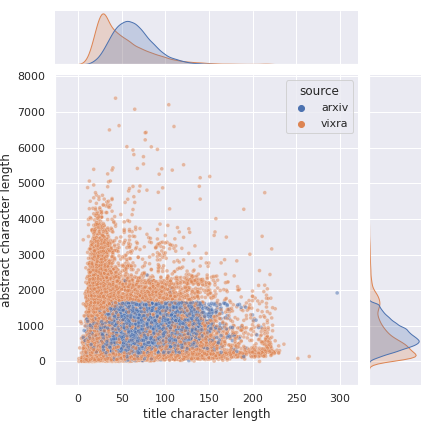 source
arxiv
vixra
8000
7000
6000
5000
4000
3000
2000
1000
0
abstract character length
0 50 100 150 200 250 300
title character length